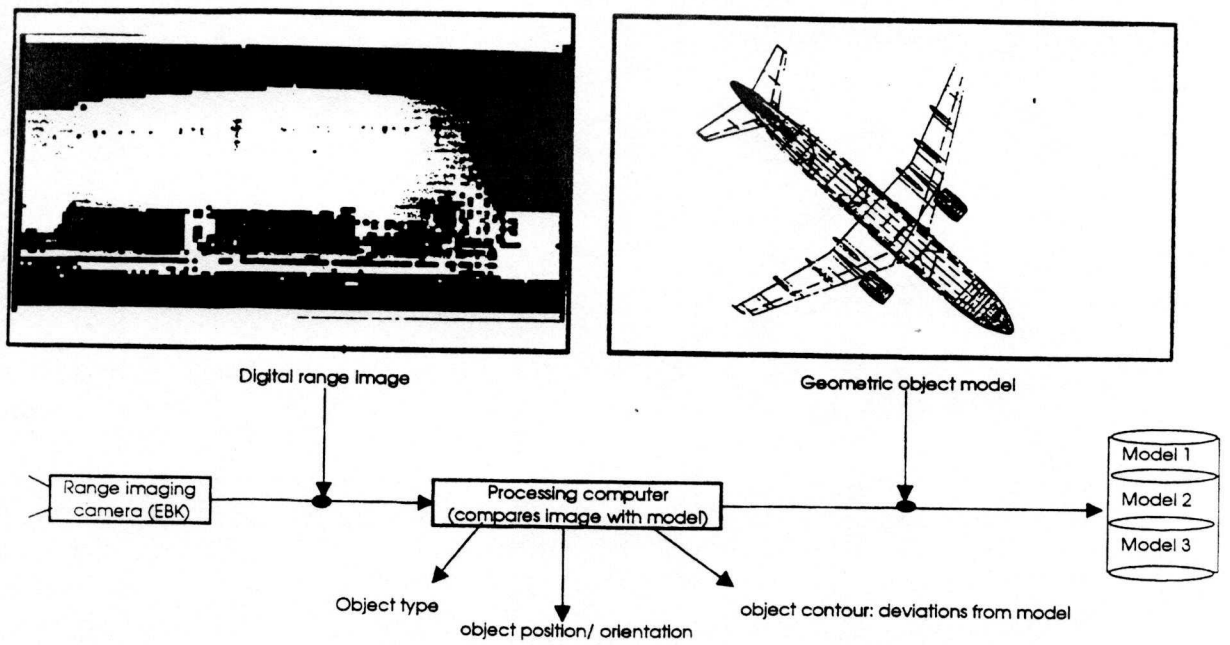 Digital range image
Geometric object model
Range imaging
camera (EBK)
Processing computer
(compares image with model)
Model 1
Model 2
Model 3
Object type
object position/ orientation
object contour: deviations from model